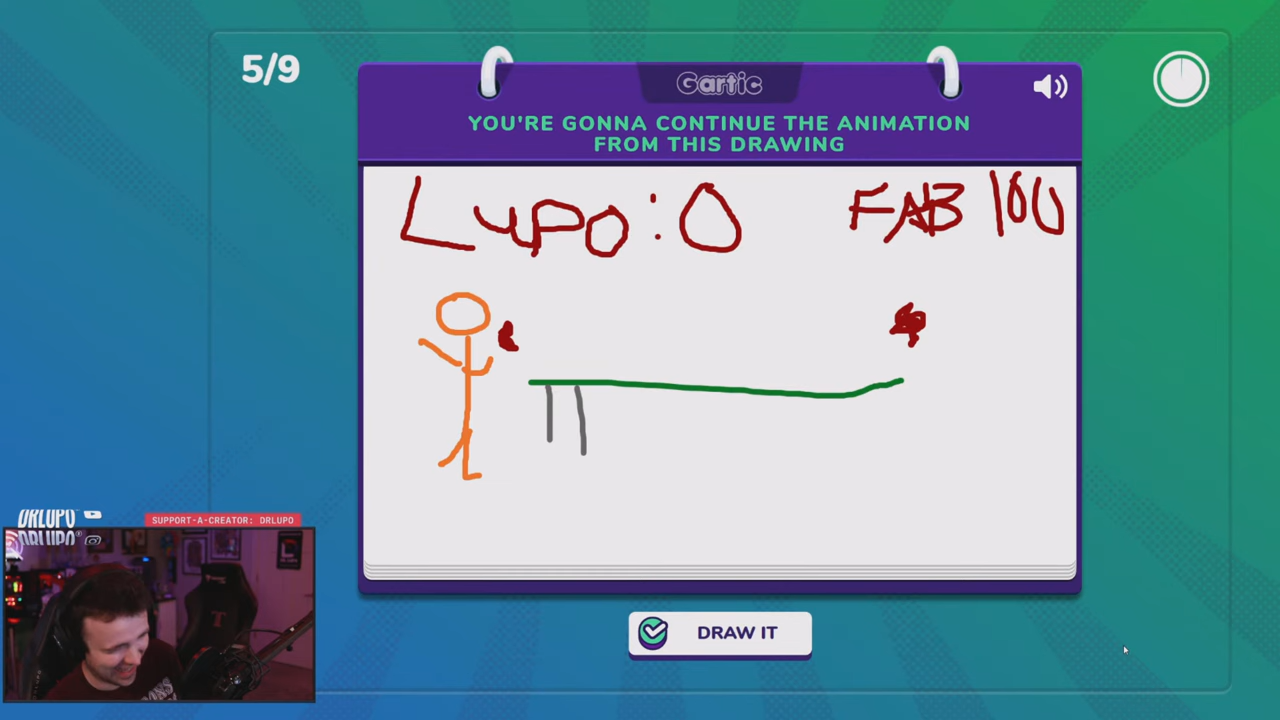 5/9
Gartic
YOU'RE GONNA CONTINUE THE ANIMATION
FROM THIS DRAWING
LUPO: 0 FAB 100
DRLUPO
DRLUPO
SUPPORT-A-CREATOR: DRLUPO
DRAW IT